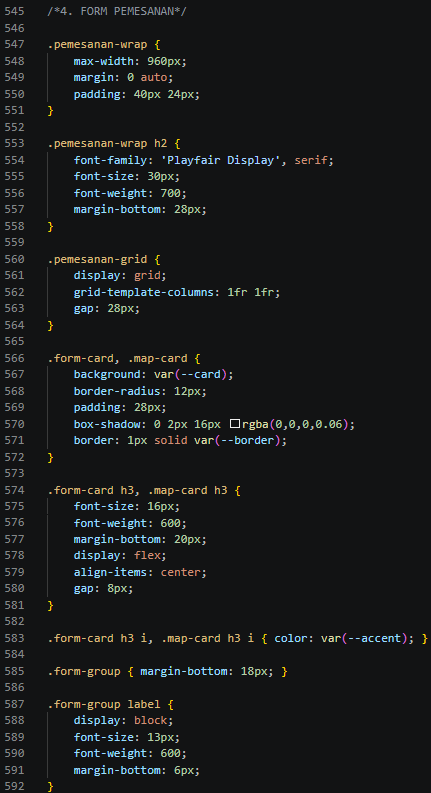 545 /*4. FORM PEMESANAN*/
546
547 .pemesanan-wrap {
548     max-width: 960px;
549     margin: 0 auto;
550     padding: 40px 24px;
551 }
552
553 .pemesanan-wrap h2 {
554     font-family: 'Playfair Display', serif;
555     font-size: 30px;
556     font-weight: 700;
557     margin-bottom: 28px;
558 }
559
560 .pemesanan-grid {
561     display: grid;
562     grid-template-columns: 1fr 1fr;
563     gap: 28px;
564 }
565
566 .form-card, .map-card {
567     background: var(--card);
568     border-radius: 12px;
569     padding: 28px;
570     box-shadow: 0 2px 16px rgba(0,0,0,0.06);
571     border: 1px solid var(--border);
572 }
573
574 .form-card h3, .map-card h3 {
575     font-size: 16px;
576     font-weight: 600;
577     margin-bottom: 20px;
578     display: flex;
579     align-items: center;
580     gap: 8px;
581 }
582
583 .form-card h3 i, .map-card h3 i { color: var(--accent); }
584
585 .form-group { margin-bottom: 18px; }
586
587 .form-group label {
588     display: block;
589     font-size: 13px;
590     font-weight: 600;
591     margin-bottom: 6px;
592 }